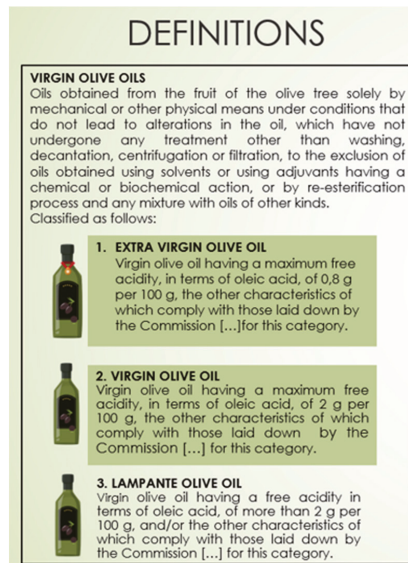 DEFINITIONS
VIRGIN OLIVE OILS
Oils obtained from the fruit of the olive tree solely by
mechanical or other physical means under conditions that
do not lead to alterations in the oil, which have not
undergone any treatment other than washing,
decantation, centrifugation or filtration, to the exclusion of
oils obtained using solvents or using adjuvants having a
chemical or biochemical action, or by re-esterification
process and any mixture with oils of other kinds.
Classified as follows:
1. EXTRA VIRGIN OLIVE OIL
Virgin olive oil having a maximum free
acidity, in terms of oleic acid, of 0,8 g
per 100 g, the other characteristics of
which comply with those laid down by
the Commission [...]for this category.
2. VIRGIN OLIVE OIL
Virgin olive oil having a maximum free
acidity, in terms of oleic acid, of 2 g per
100 g, the other characteristics of which
comply with those laid down by the
Commission [...] for this category.
3. LAMPANTE OLIVE OIL
Virgin olive oil having a free acidity in
terms of oleic acid, of more than 2 g per
100 g, and/or the other characteristics of
which comply with those laid down by
the Commission [...] for this category.